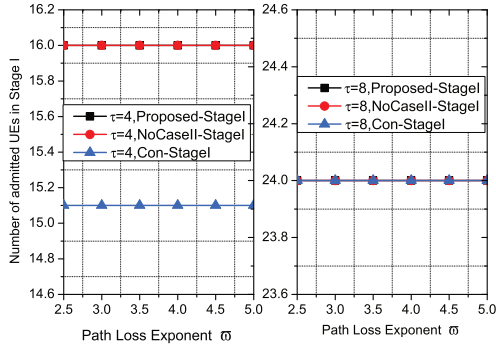 Number of admitted UEs in Stage I
16.2
16.0
15.8
15.6
15.4
15.2
15.0
14.8
14.6
τ=4,Proposed-StageI
τ=4,NoCaseII-StageI
τ=4,Con-StageI
2.5 3.0 3.5 4.0 4.5 5.0
Path Loss Exponent ϖ
24.6
24.4
24.2
24.0
23.8
23.6
τ=8,Proposed-StageI
τ=8,NoCaseII-StageI
τ=8,Con-StageI
2.5 3.0 3.5 4.0 4.5 5.0
Path Loss Exponent ϖ